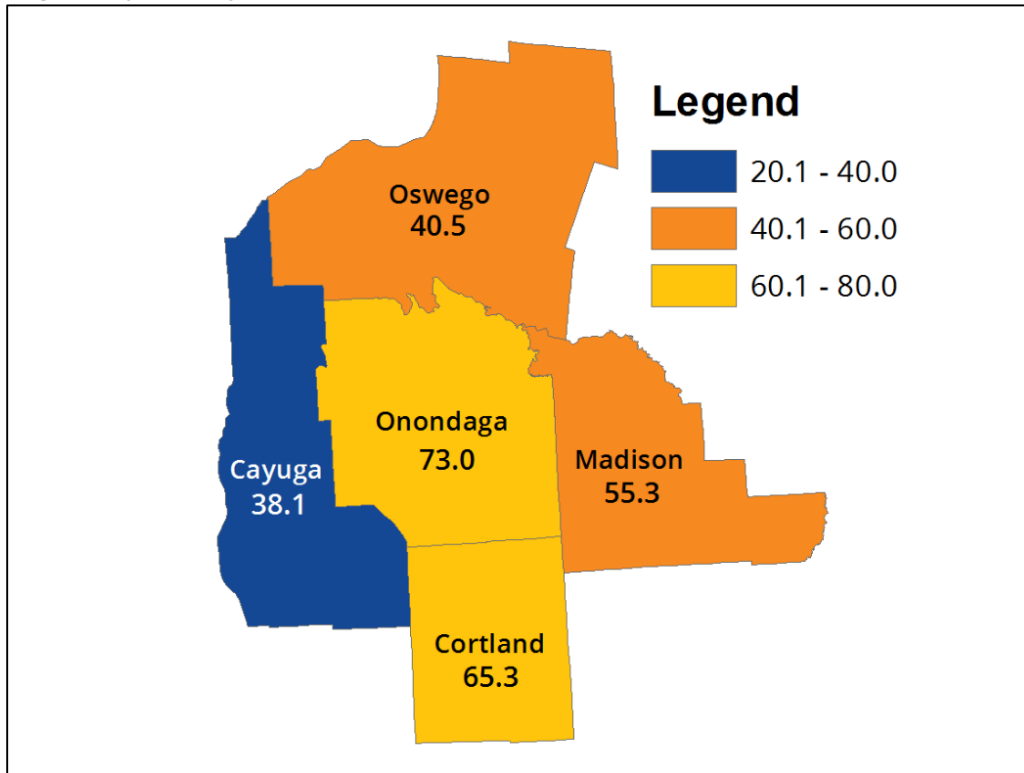 Legend
20.1 - 40.0
40.1 - 60.0
60.1 - 80.0
Oswego
40.5
Onondaga
73.0
Cayuga
38.1
Madison
55.3
Cortland
65.3